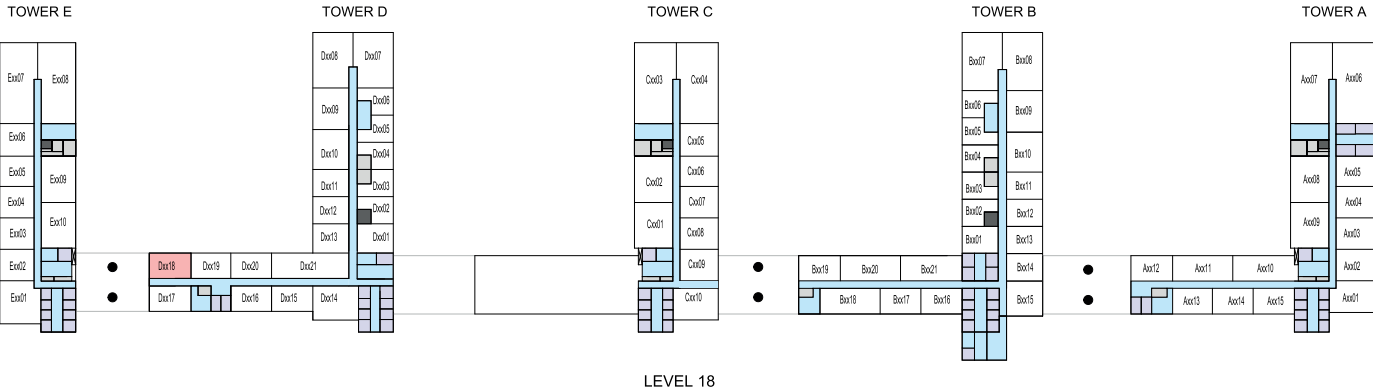 TOWER E
TOWER D
TOWER C
TOWER B
TOWER A
Exx07
Exx08
Exx06
Exx05
Exx09
Exx04
Exx10
Exx03
Exx02
Exx01
Dxx08
Dxx07
Dxx09
Dxx06
Dxx05
Dxx10
Dxx04
Dxx11
Dxx03
Dxx12
Dxx02
Dxx13
Dxx01
Dxx18
Dxx19
Dxx20
Dxx21
Dxx17
Dxx16
Dxx15
Dxx14
Cxx03
Cxx04
Cxx05
Cxx02
Cxx06
Cxx07
Cxx01
Cxx08
Cxx09
Cxx10
Bxx07
Bxx08
Bxx06
Bxx09
Bxx05
Bxx04
Bxx10
Bxx03
Bxx11
Bxx02
Bxx12
Bxx01
Bxx13
Bxx19
Bxx20
Bxx21
Bxx14
Bxx18
Bxx17
Bxx16
Bxx15
Axx07
Axx06
Axx08
Axx05
Axx04
Axx09
Axx03
Axx12
Axx11
Axx10
Axx02
Axx13
Axx14
Axx15
Axx01
LEVEL 18